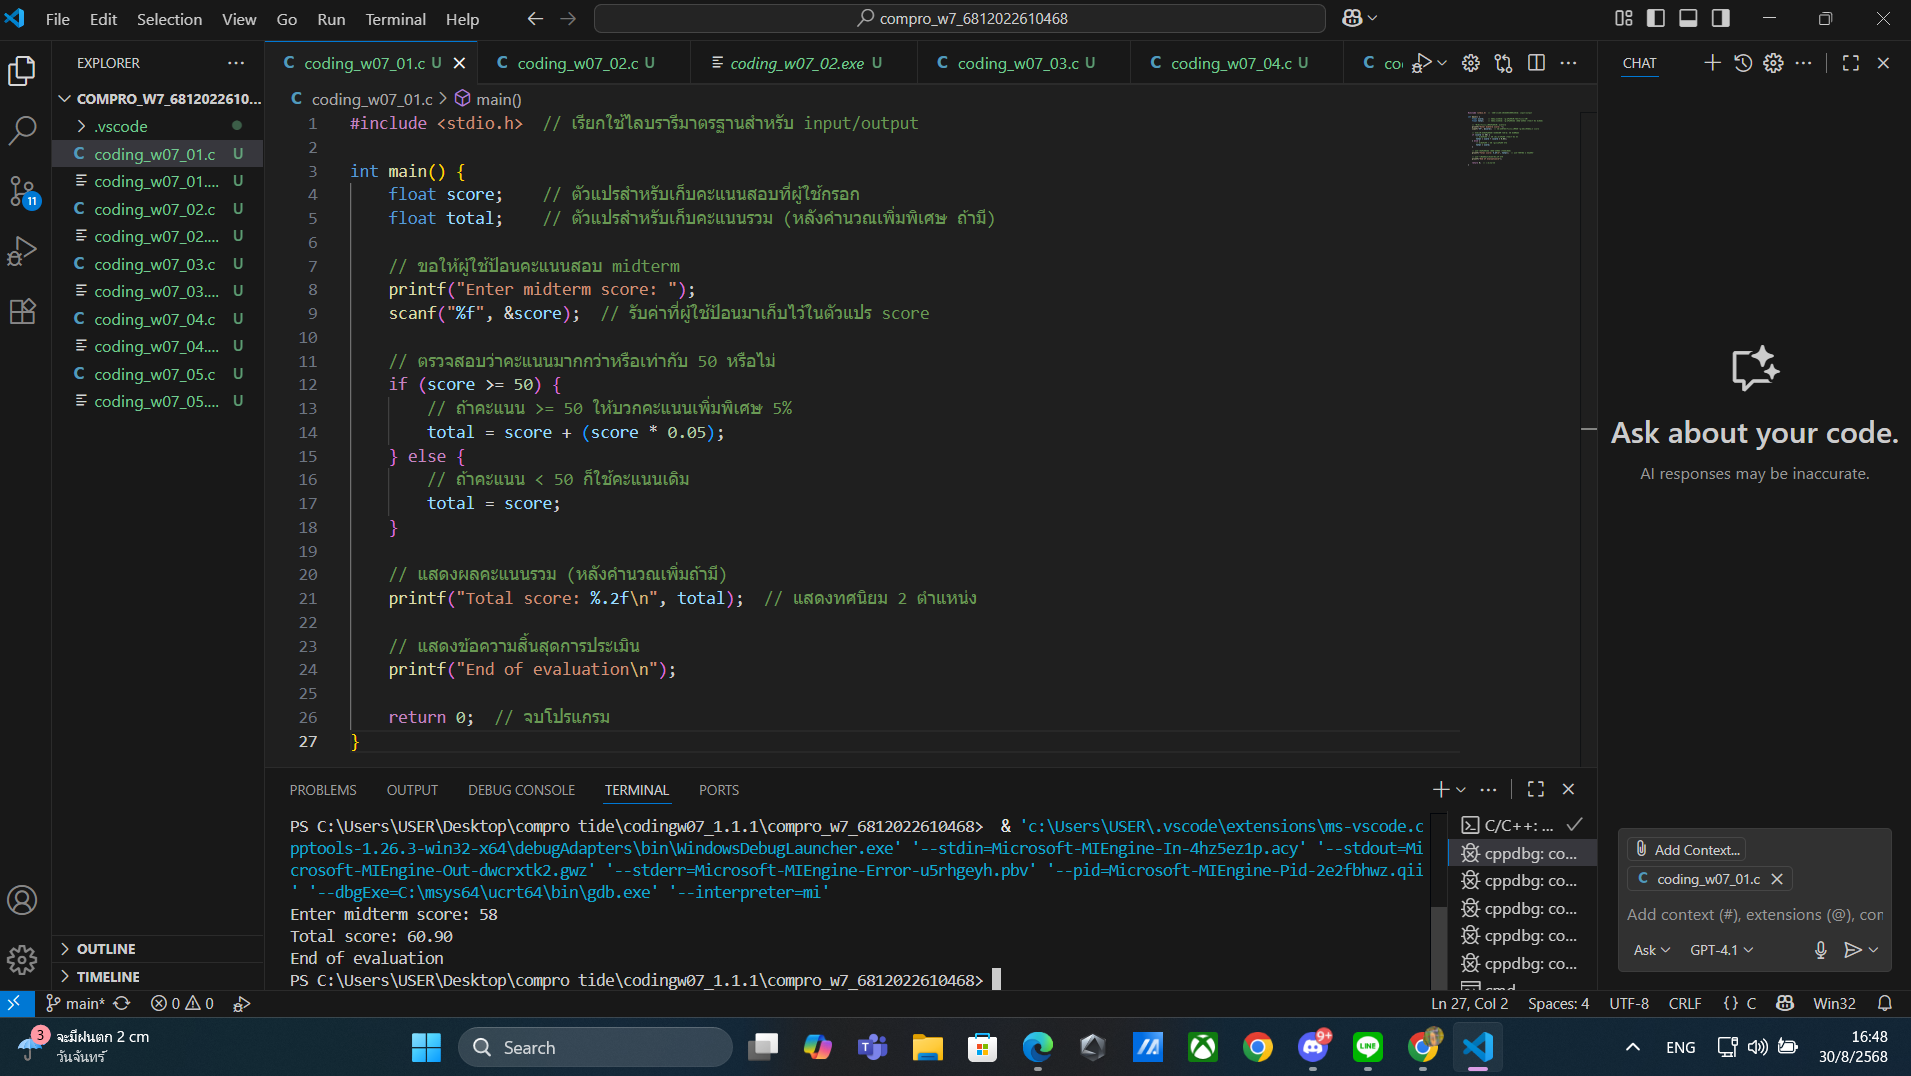 File Edit Selection View Go Run Terminal Help
compro_w7_6812022610468
EXPLORER
COMPRO_W7_6812022610...
.vscode
coding_w07_01.c U
coding_w07_01.... U
coding_w07_02.c U
coding_w07_02.... U
coding_w07_03.c U
coding_w07_03.... U
coding_w07_04.c U
coding_w07_04.... U
coding_w07_05.c U
coding_w07_05.... U
11
OUTLINE
TIMELINE
coding_w07_01.c U coding_w07_02.c U coding_w07_02.exe U coding_w07_03.c U coding_w07_04.c U
coding_w07_01.c > main()
1 #include <stdio.h> // เรียกใช้ไลบรารีมาตรฐานสำหรับ input/output
2
3 int main() {
4 float score; // ตัวแปรสำหรับเก็บคะแนนสอบที่ผู้ใช้กรอก
5 float total; // ตัวแปรสำหรับเก็บคะแนนรวม (หลังคำนวณเพิ่มพิเศษ ถ้ามี)
6
7 // ขอให้ผู้ใช้ป้อนคะแนนสอบ midterm
8 printf("Enter midterm score: ");
9 scanf("%f", &score); // รับค่าที่ผู้ใช้ป้อนมาเก็บไว้ในตัวแปร score
10
11 // ตรวจสอบว่าคะแนนมากกว่าหรือเท่ากับ 50 หรือไม่
12 if (score >= 50) {
13 // ถ้าคะแนน >= 50 ให้บวกคะแนนเพิ่มพิเศษ 5%
14 total = score + (score * 0.05);
15 } else {
16 // ถ้าคะแนน < 50 ก็ใช้คะแนนเดิม
17 total = score;
18 }
19
20 // แสดงผลคะแนนรวม (หลังคำนวณเพิ่มถ้ามี)
21 printf("Total score: %.2f\n", total); // แสดงทศนิยม 2 ตำแหน่ง
22
23 // แสดงข้อความสิ้นสุดการประเมิน
24 printf("End of evaluation\n");
25
26 return 0; // จบโปรแกรม
27 }
PROBLEMS OUTPUT DEBUG CONSOLE TERMINAL PORTS
PS C:\Users\USER\Desktop\compro tide\codingw07_1.1.1\compro_w7_6812022610468> & 'c:\Users\USER\.vscode\extensions\ms-vscode.c
pptools-1.26.3-win32-x64\debugAdapters\bin\WindowsDebugLauncher.exe' '--stdin=Microsoft-MIEngine-In-4hz5ez1p.acy' '--stdout=Mi
crosoft-MIEngine-Out-dwcrxtk2.gwz' '--stderr=Microsoft-MIEngine-Error-u5rhgeyh.pbv' '--pid=Microsoft-MIEngine-Pid-2e2fbhwz.qii
' '--dbgExe=C:\msys64\ucrt64\bin\gdb.exe' '--interpreter=mi'
Enter midterm score: 58
Total score: 60.90
End of evaluation
PS C:\Users\USER\Desktop\compro tide\codingw07_1.1.1\compro_w7_6812022610468>
C/C++: ...
cppdbg: co...
cppdbg: co...
cppdbg: co...
cppdbg: co...
cppdbg: co...
CHAT
Ask about your code.
AI responses may be inaccurate.
Add Context...
coding_w07_01.c
Add context (#), extensions (@), con
Ask GPT-4.1
main* 0 0 Ln 27, Col 2 Spaces: 4 UTF-8 CRLF {} C Win32
3 จะมีฝนตก 2 cm
วันจันทร์
Search
9+
LINE
ENG
16:48
30/8/2568